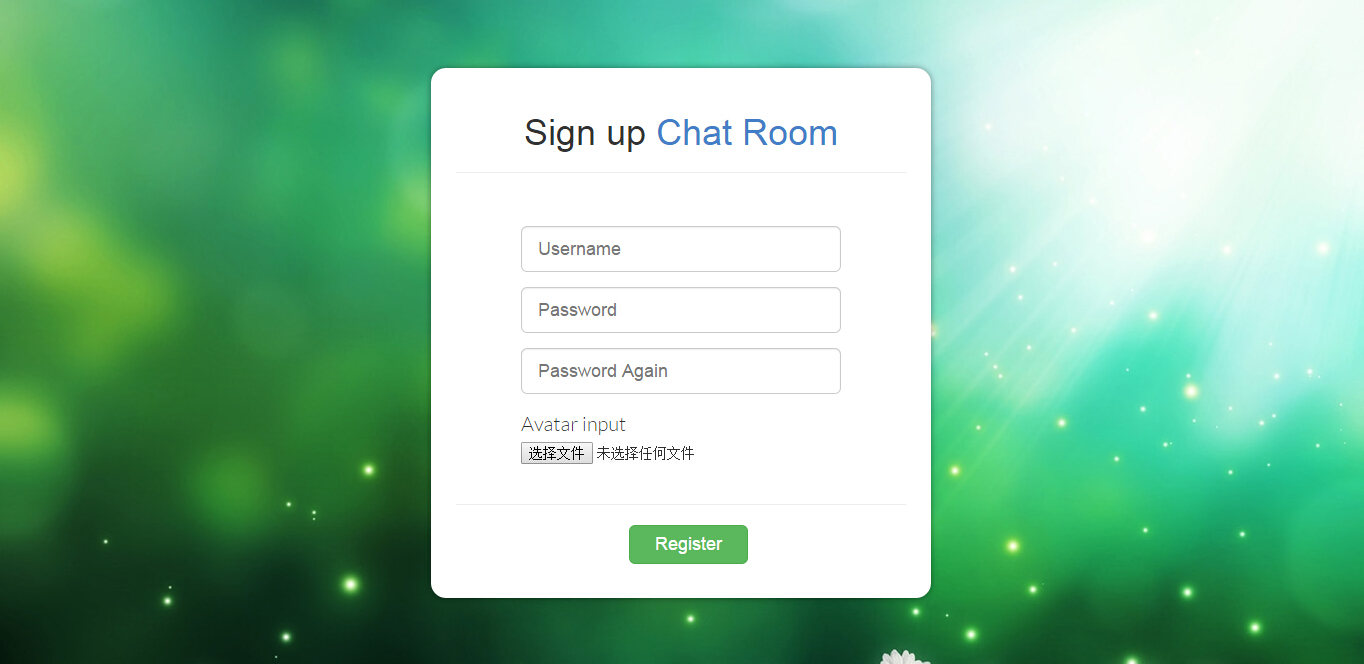 Sign up Chat Room
Username
Password
Password Again
Avatar input
选择文件 未选择任何文件
Register